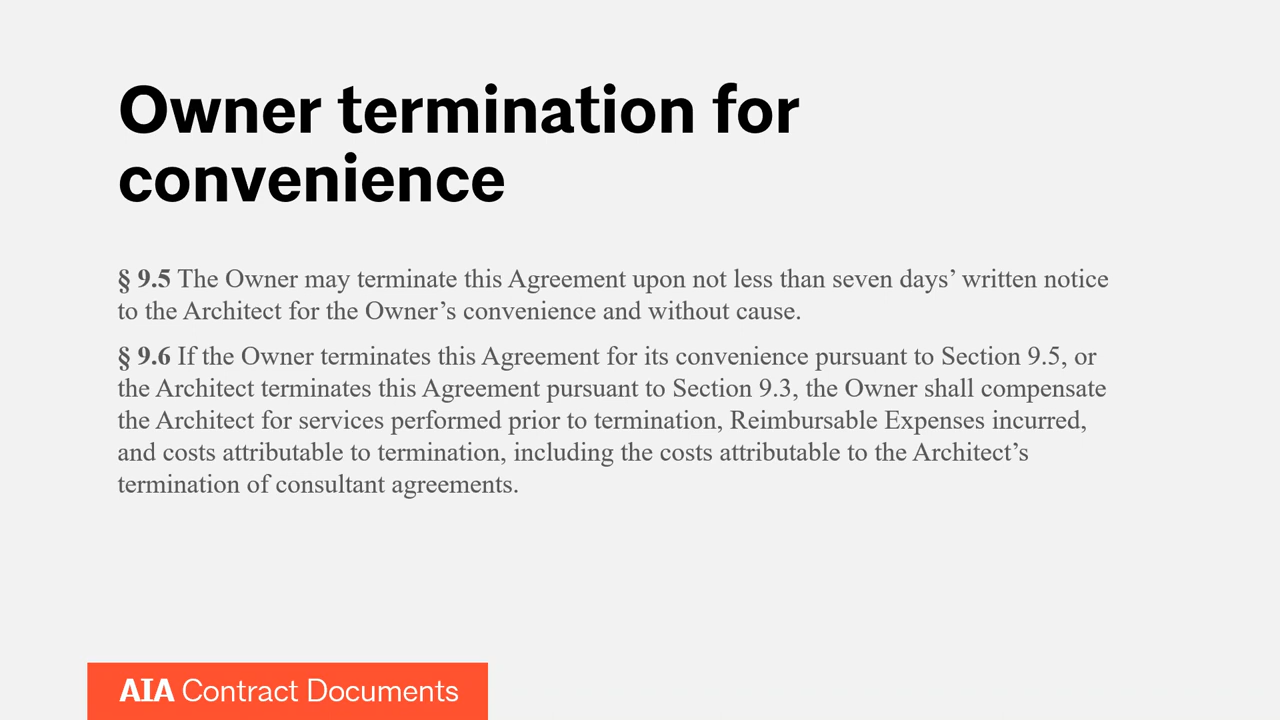 Owner termination for
convenience
§ 9.5 The Owner may terminate this Agreement upon not less than seven days’ written notice
to the Architect for the Owner’s convenience and without cause.
§ 9.6 If the Owner terminates this Agreement for its convenience pursuant to Section 9.5, or
the Architect terminates this Agreement pursuant to Section 9.3, the Owner shall compensate
the Architect for services performed prior to termination, Reimbursable Expenses incurred,
and costs attributable to termination, including the costs attributable to the Architect’s
termination of consultant agreements.
AIA Contract Documents